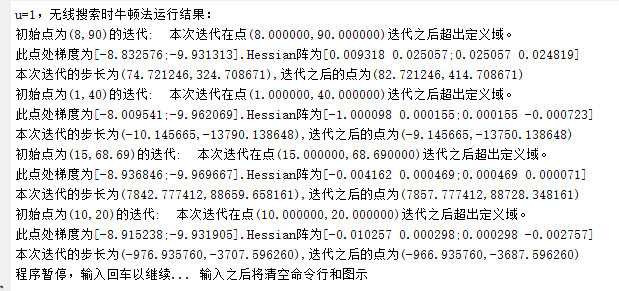 u=1，无线搜索时牛顿法运行结果:
初始点为(8,90)的迭代:  本次迭代在点(8.000000,90.000000)迭代之后超出定义域。
此点处梯度为[-8.832576;-9.931313].Hessian阵为[0.009318 0.025057;0.025057 0.024819]
本次迭代的步长为(74.721246,324.708671),迭代之后的点为(82.721246,414.708671)
初始点为(1,40)的迭代:  本次迭代在点(1.000000,40.000000)迭代之后超出定义域。
此点处梯度为[-8.009541;-9.962069].Hessian阵为[-1.000098 0.000155;0.000155 -0.000723]
本次迭代的步长为(-10.145665,-13790.138648),迭代之后的点为(-9.145665,-13750.138648)
初始点为(15,68.69)的迭代:  本次迭代在点(15.000000,68.690000)迭代之后超出定义域。
此点处梯度为[-8.936846;-9.969667].Hessian阵为[-0.004162 0.000469;0.000469 0.000071]
本次迭代的步长为(7842.777412,88659.658161),迭代之后的点为(7857.777412,88728.348161)
初始点为(10,20)的迭代:  本次迭代在点(10.000000,20.000000)迭代之后超出定义域。
此点处梯度为[-8.915238;-9.931905].Hessian阵为[-0.010257 0.000298;0.000298 -0.002757]
本次迭代的步长为(-976.935760,-3707.596260),迭代之后的点为(-966.935760,-3687.596260)
程序暂停，输入回车以继续... 输入之后将清空命令行和图示